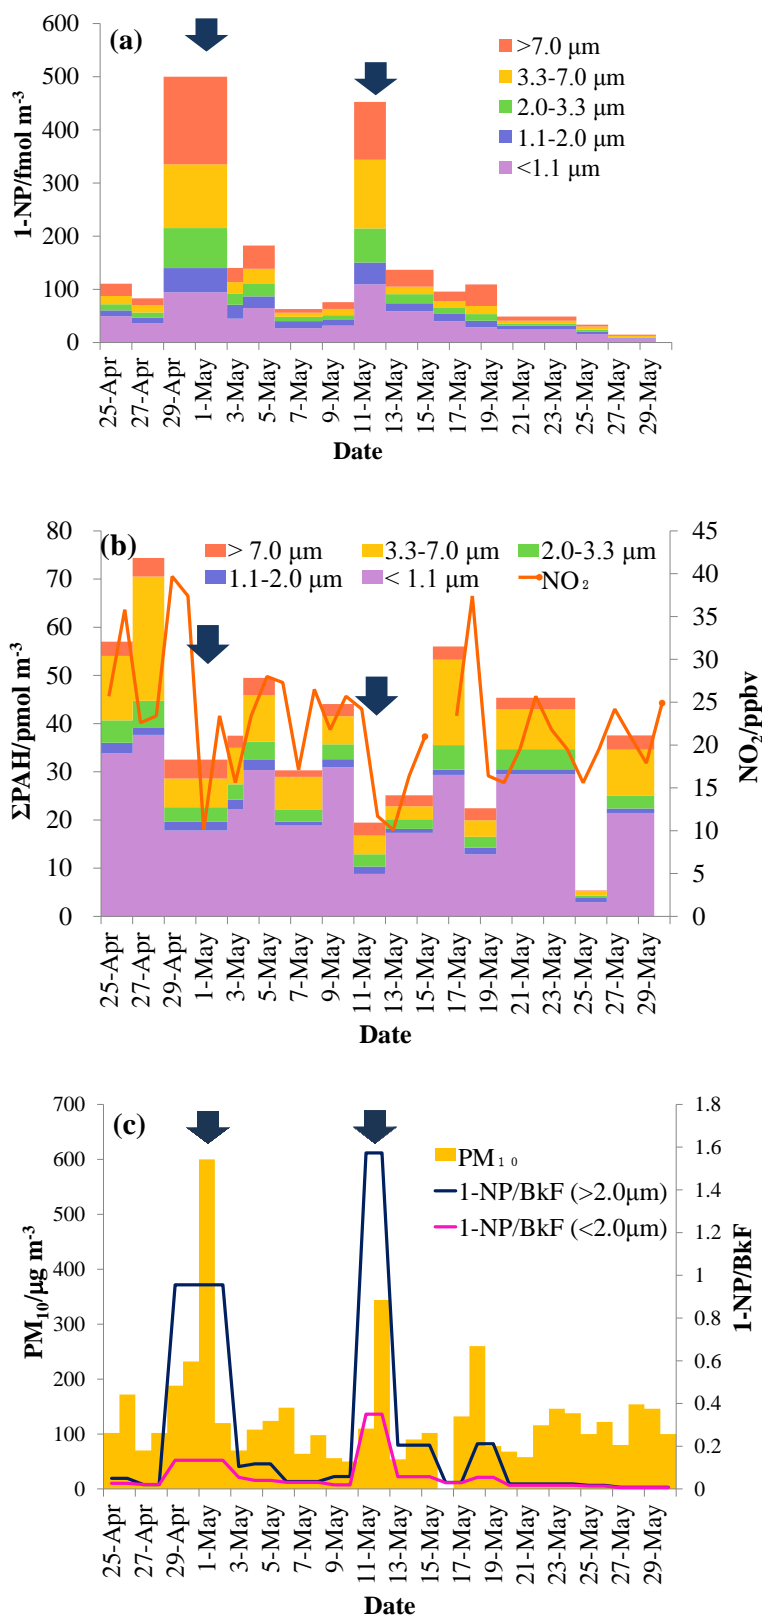 (a)
1-NP/fmol m-3
600
500
400
300
200
100
0
>7.0 μm
3.3-7.0 μm
2.0-3.3 μm
1.1-2.0 μm
<1.1 μm
25-Apr
27-Apr
29-Apr
1-May
3-May
5-May
7-May
9-May
11-May
13-May
15-May
17-May
19-May
21-May
23-May
25-May
27-May
29-May
Date
(b)
ΣPAH/pmol m-3
80
70
60
50
40
30
20
10
0
> 7.0 μm
3.3-7.0 μm
2.0-3.3 μm
1.1-2.0 μm
< 1.1 μm
NO2
45
40
35
30
25
20
15
10
5
0
NO2/ppbv
25-Apr
27-Apr
29-Apr
1-May
3-May
5-May
7-May
9-May
11-May
13-May
15-May
17-May
19-May
21-May
23-May
25-May
27-May
29-May
Date
(c)
PM10/μg m-3
700
600
500
400
300
200
100
0
PM10
1-NP/BkF (>2.0μm)
1-NP/BkF (<2.0μm)
1.8
1.6
1.4
1.2
1
0.8
0.6
0.4
0.2
0
1-NP/BkF
25-Apr
27-Apr
29-Apr
1-May
3-May
5-May
7-May
9-May
11-May
13-May
15-May
17-May
19-May
21-May
23-May
25-May
27-May
29-May
Date